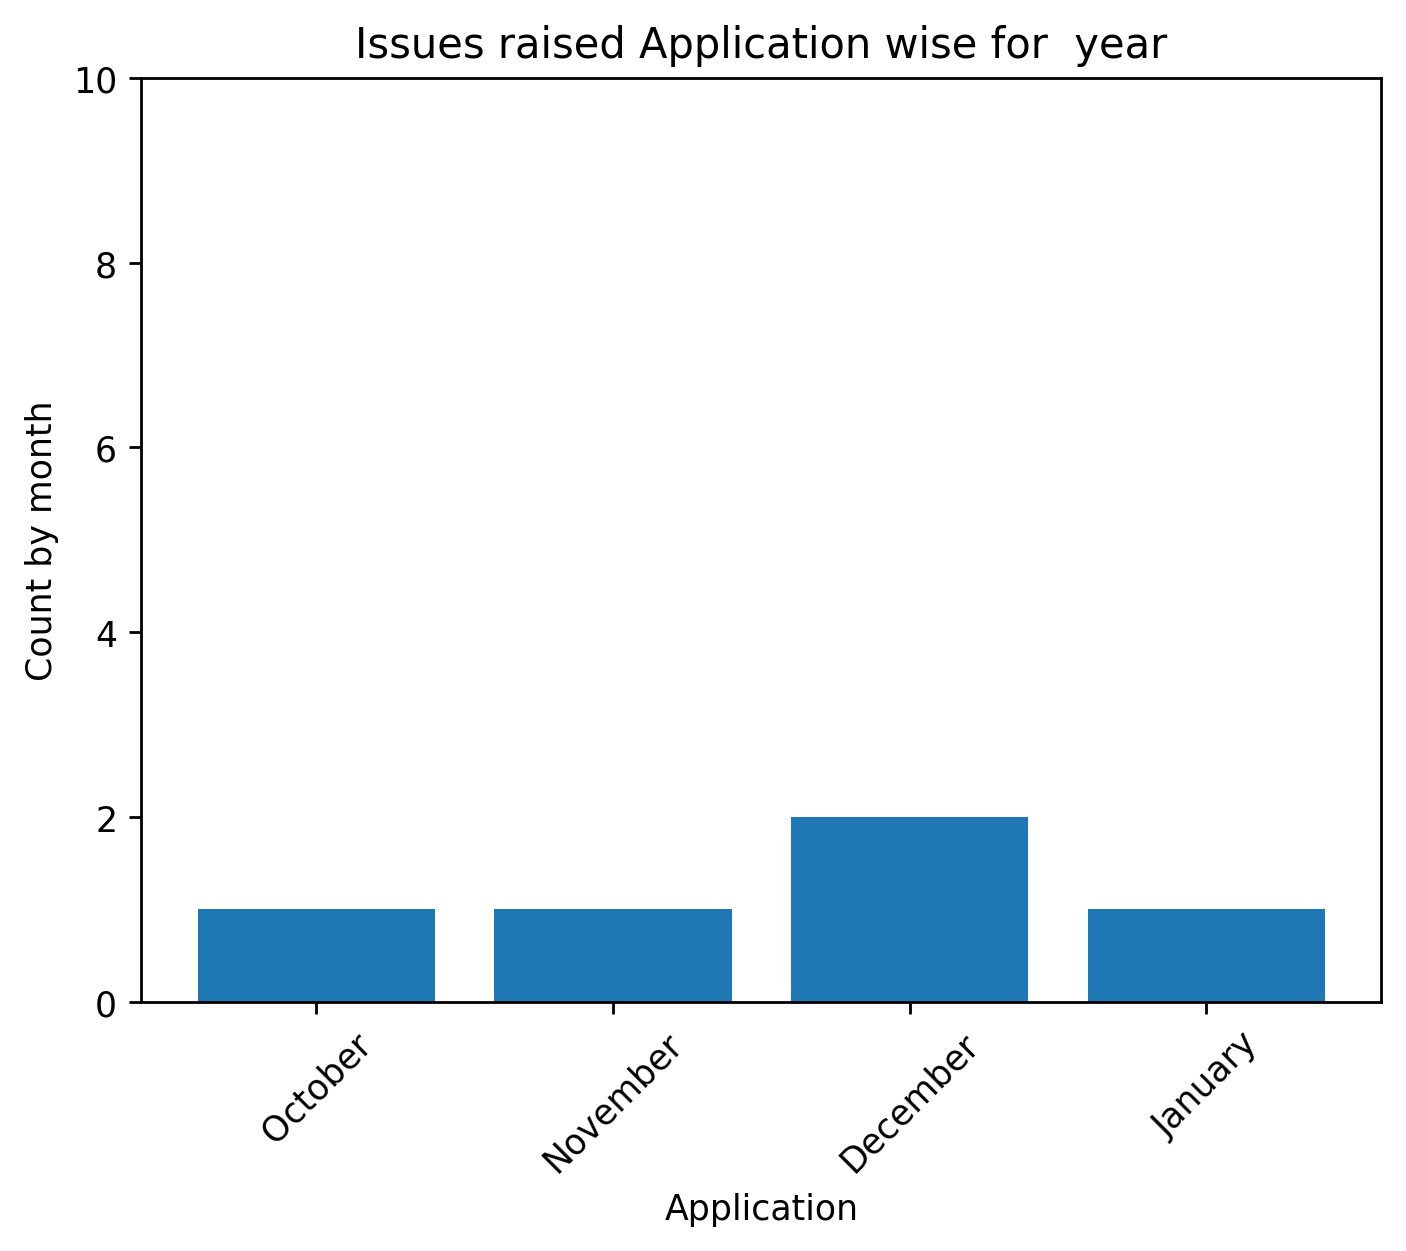 Issues raised Application wise for  year
10
8
6
4
2
0
Count by month
October
November
December
January
Application